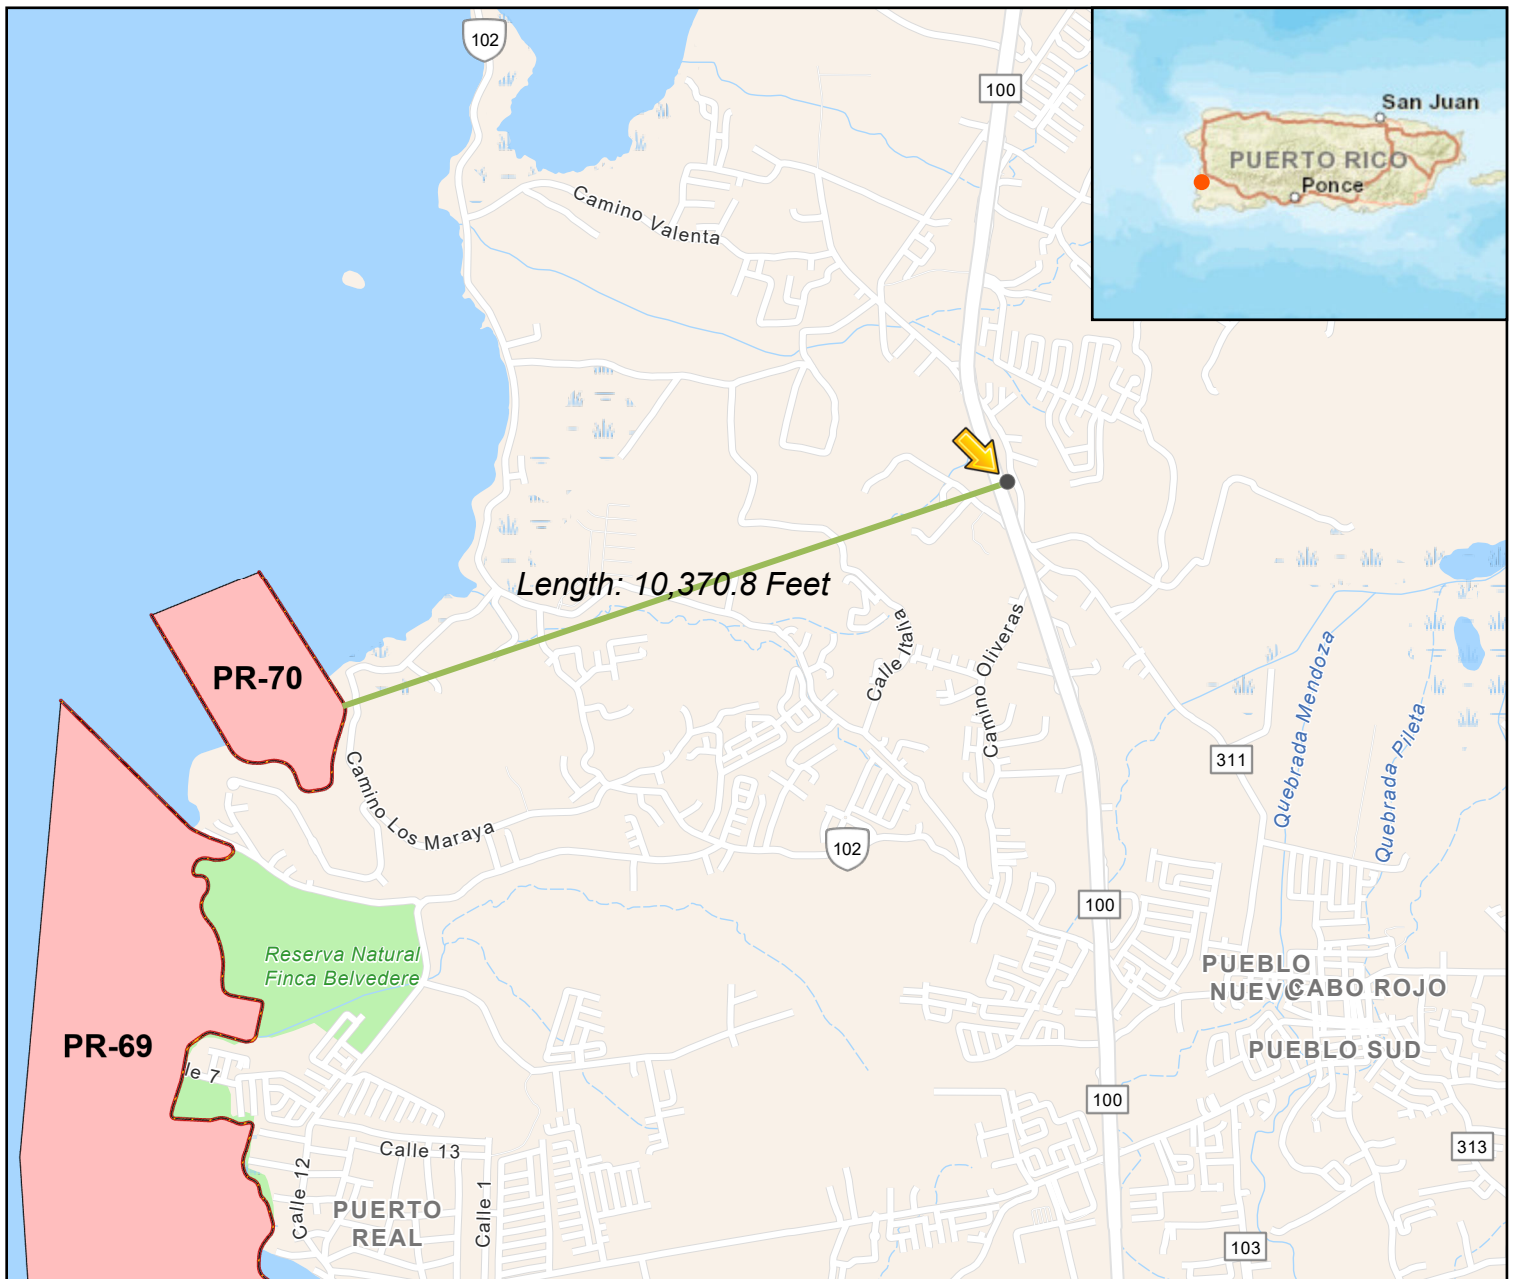 102
100
San Juan
PUERTO RICO
Ponce
Camino Valenta
Length: 10,370.8 Feet
Calle Italia
Camino Oliveras
PR-70
Quebrada Mendoza
Quebrada Pileta
311
Camino Los Maraya
102
100
Reserva Natural
Finca Belvedere
PUEBLO
NUEVO
CABO ROJO
PR-69
PUEBLO SUD
le 7
100
Calle 13
313
Calle 12
Calle 1
PUERTO
REAL
103